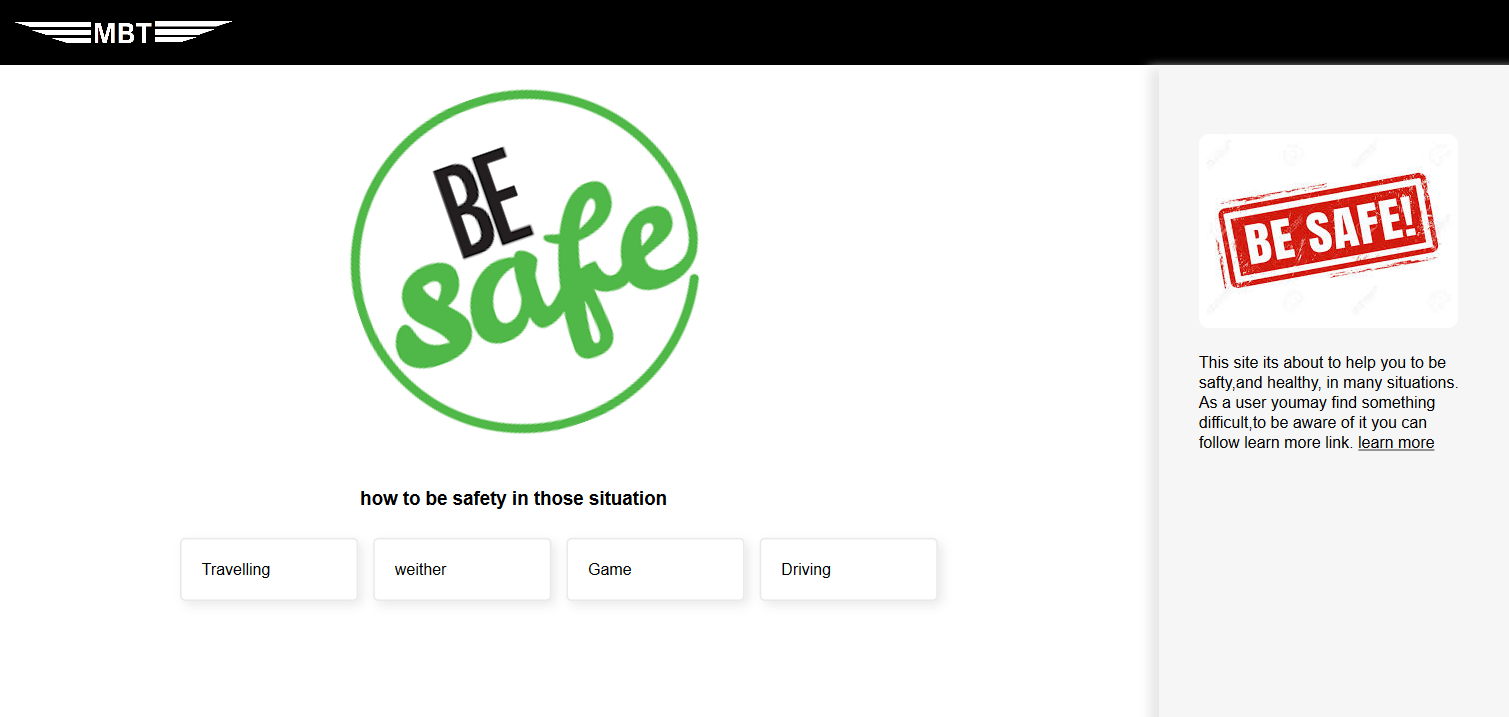 MBT
BE
safe
how to be safety in those situation
Travelling
weither
Game
Driving
BE SAFE!
This site its about to help you to be
safty,and healthy, in many situations.
As a user youmay find something
difficult,to be aware of it you can
follow learn more link. learn more